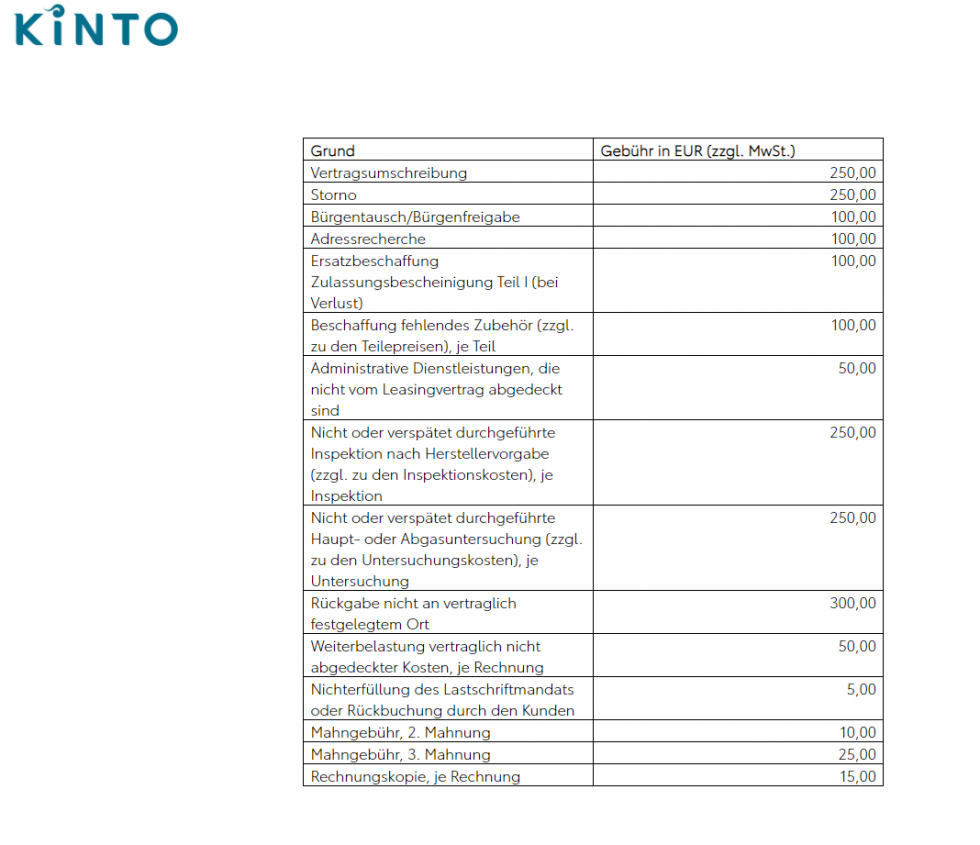 KINTO
Grund Gebühr in EUR (zzgl. MwSt.)
Vertragsumschreibung 250,00
Storno 250,00
Bürgentausch/Bürgenfreigabe 100,00
Adressrecherche 100,00
Ersatzbeschaffung 100,00
Zulassungsbescheinigung Teil I (bei
Verlust)
Beschaffung fehlendes Zubehör (zzgl. 100,00
zu den Teilepreisen), je Teil
Administrative Dienstleistungen, die 50,00
nicht vom Leasingvertrag abgedeckt
sind
Nicht oder verspätet durchgeführte 250,00
Inspektion nach Herstellervorgabe
(zzgl. zu den Inspektionskosten), je
Inspektion
Nicht oder verspätet durchgeführte 250,00
Haupt- oder Abgasuntersuchung (zzgl.
zu den Untersuchungskosten), je
Untersuchung
Rückgabe nicht an vertraglich 300,00
festgelegtem Ort
Weiterbelastung vertraglich nicht 50,00
abgedeckter Kosten, je Rechnung
Nichterfüllung des Lastschriftmandats 5,00
oder Rückbuchung durch den Kunden
Mahngebühr, 2. Mahnung 10,00
Mahngebühr, 3. Mahnung 25,00
Rechnungskopie, je Rechnung 15,00